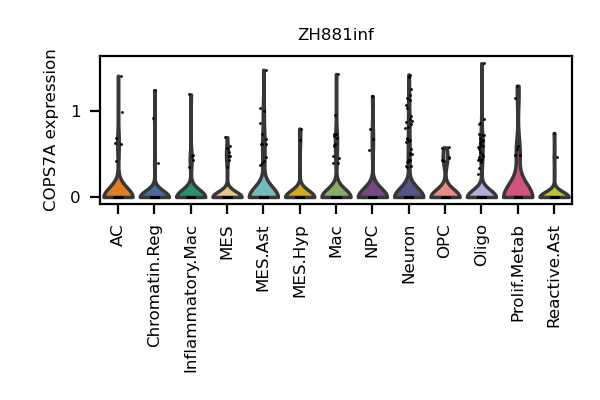 ZH881inf
COPS7A expression
1
0
AC
Chromatin.Reg
Inflammatory.Mac
MES
MES.Ast
MES.Hyp
Mac
NPC
Neuron
OPC
Oligo
Prolif.Metab
Reactive.Ast